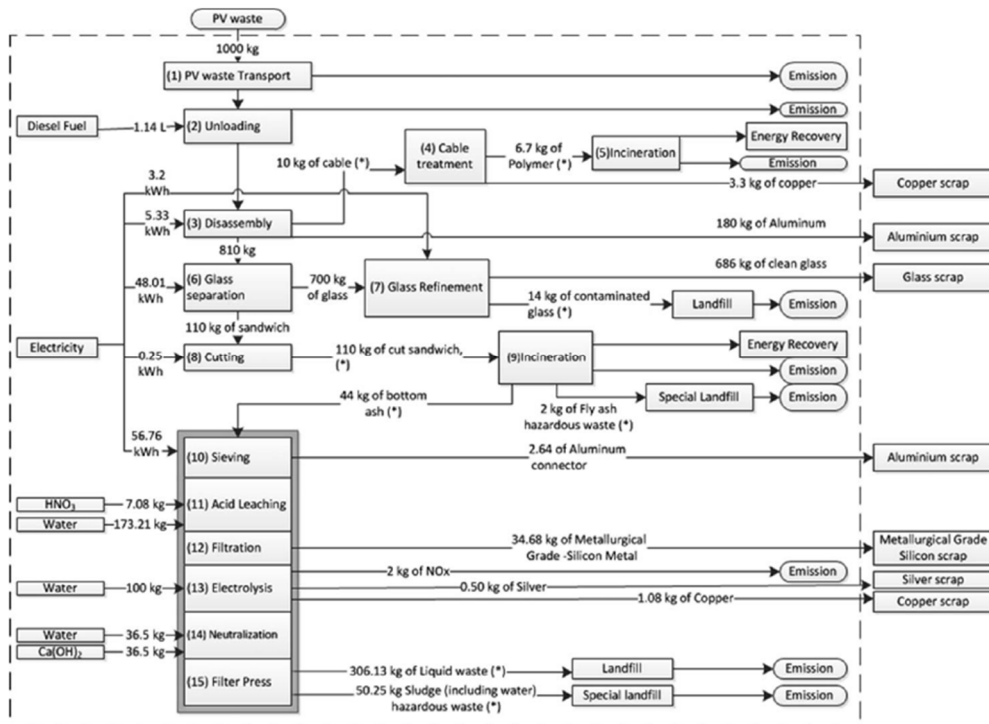 PV waste
1000 kg
(1) PV waste Transport
Emission
Diesel Fuel
1.14 L
(2) Unloading
Emission
(4) Cable
treatment
6.7 kg of
Polymer (*)
(5)Incineration
Energy Recovery
Emission
10 kg of cable (*)
3.3 kg of copper
Copper scrap
3.2
kWh
5.33
kWh
(3) Disassembly
180 kg of Aluminum
Aluminium scrap
810 kg
48.01
kWh
(6) Glass
separation
700 kg
of glass
(7) Glass Refinement
686 kg of clean glass
Glass scrap
14 kg of contaminated
glass (*)
Landfill
Emission
110 kg of sandwich
Electricity
0.25
kWh
(8) Cutting
110 kg of cut sandwich,
(*)
(9)Incineration
Energy Recovery
Emission
44 kg of bottom
ash (*)
2 kg of Fly ash
hazardous waste (*)
Special Landfill
Emission
56.76
kWh
(10) Sieving
2.64 of Aluminum
connector
Aluminium scrap
HNO₃
7.08 kg
(11) Acid Leaching
Water
173.21 kg
(12) Filtration
34.68 kg of Metallurgical
Grade -Silicon Metal
Metallurgical Grade
Silicon scrap
2 kg of NOx
Emission
Water
100 kg
(13) Electrolysis
0.50 kg of Silver
Silver scrap
1.08 kg of Copper
Copper scrap
Water
36.5 kg
(14) Neutralization
Ca(OH)₂
36.5 kg
(15) Filter Press
306.13 kg of Liquid waste (*)
Landfill
Emission
50.25 kg Sludge (including water)
hazardous waste (*)
Special landfill
Emission